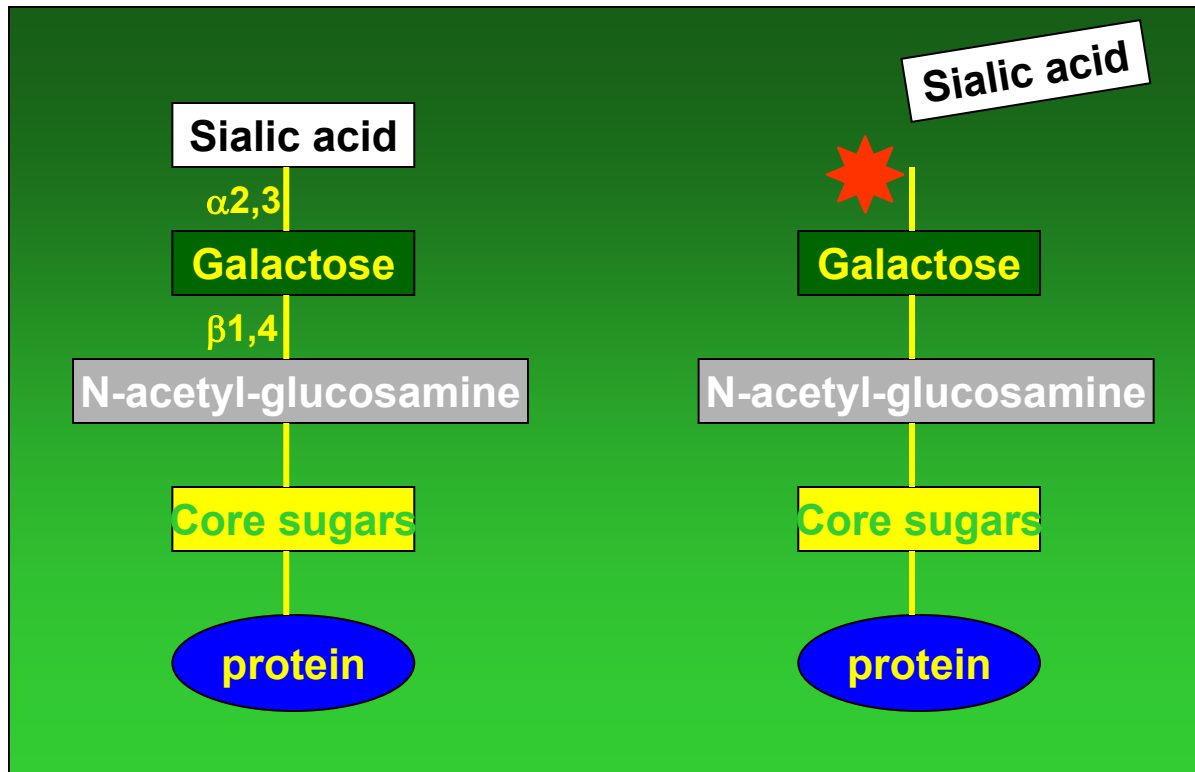 Sialic acid
α2,3
Galactose
β1,4
N-acetyl-glucosamine
Core sugars
protein
Sialic acid
Galactose
N-acetyl-glucosamine
Core sugars
protein